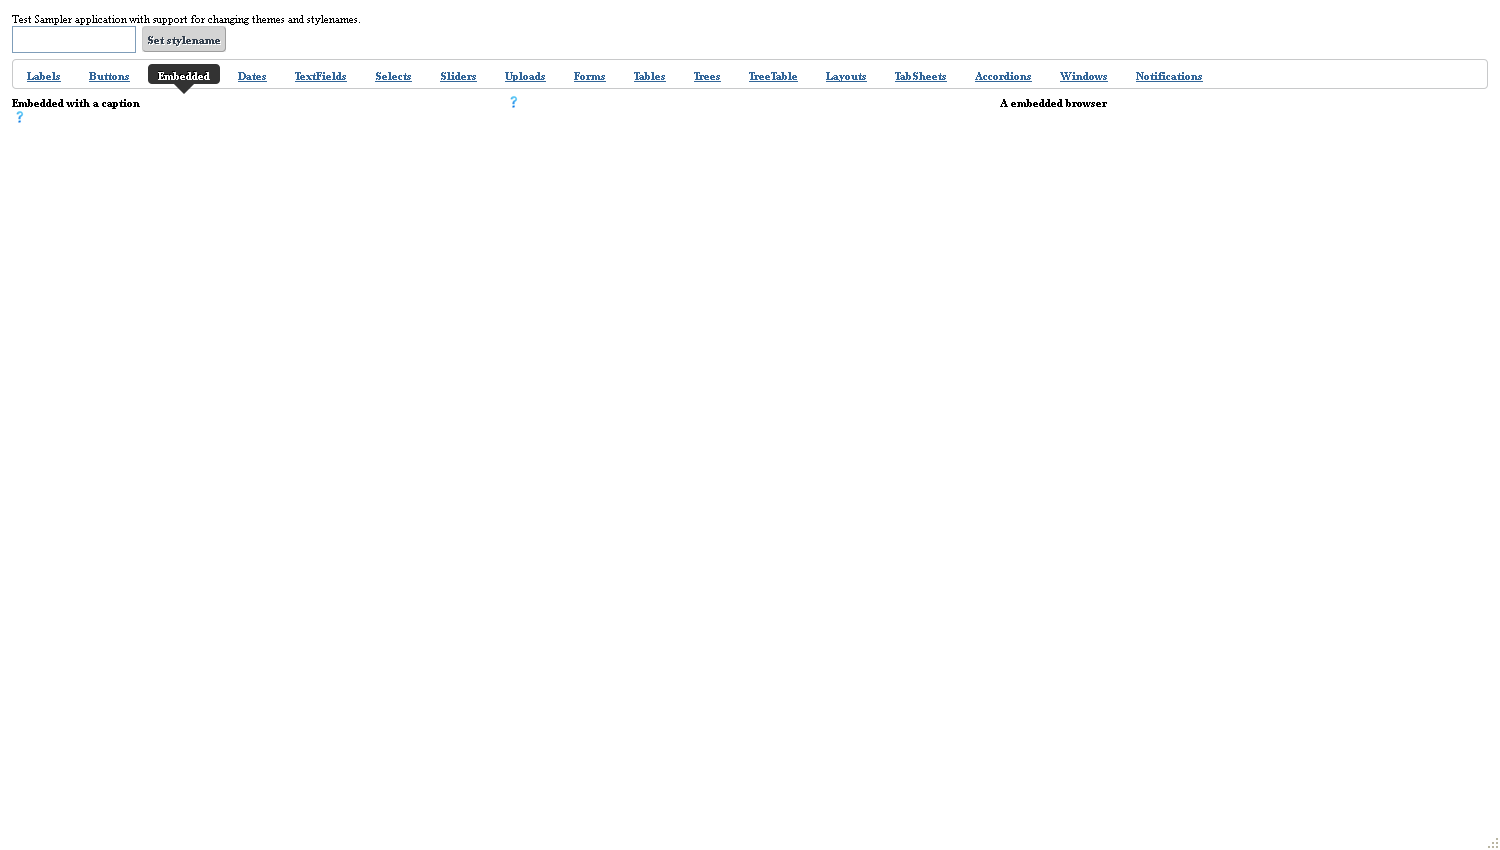 Test Sampler application with support for changing themes and stylenames.
Set stylename
Labels Buttons Embedded Dates TextFields Selects Sliders Uploads Forms Tables Trees TreeTable Layouts TabSheets Accordions Windows Notifications
Embedded with a caption ? A embedded browser
?